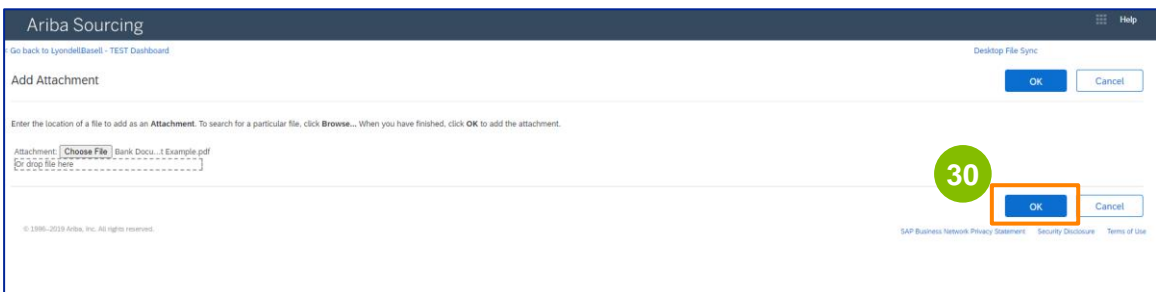 Ariba Sourcing
Help
Go back to LyondellBasell - TEST Dashboard
Desktop File Sync
Add Attachment
OK
Cancel
Enter the location of a file to add as an Attachment. To search for a particular file, click Browse... When you have finished, click OK to add the attachment.
Attachment: Choose File Bank Docu...t Example.pdf
Or drop file here
30
OK
Cancel
© 1996–2019 Ariba, Inc. All rights reserved.
SAP Business Network Privacy Statement Security Disclosure Terms of Use